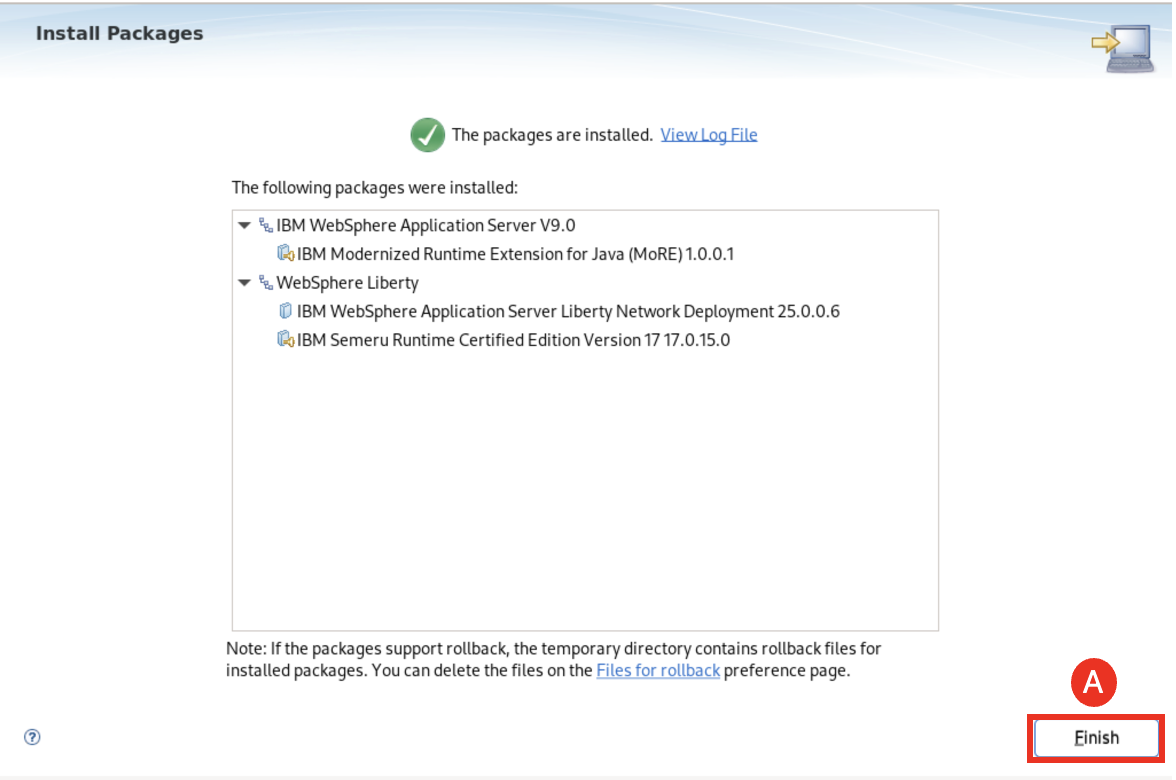 Install Packages
The packages are installed. View Log File
The following packages were installed:
IBM WebSphere Application Server V9.0
IBM Modernized Runtime Extension for Java (MoRE) 1.0.0.1
WebSphere Liberty
IBM WebSphere Application Server Liberty Network Deployment 25.0.0.6
IBM Semeru Runtime Certified Edition Version 17 17.0.15.0
Note: If the packages support rollback, the temporary directory contains rollback files for
installed packages. You can delete the files on the Files for rollback preference page.
A
?
Finish